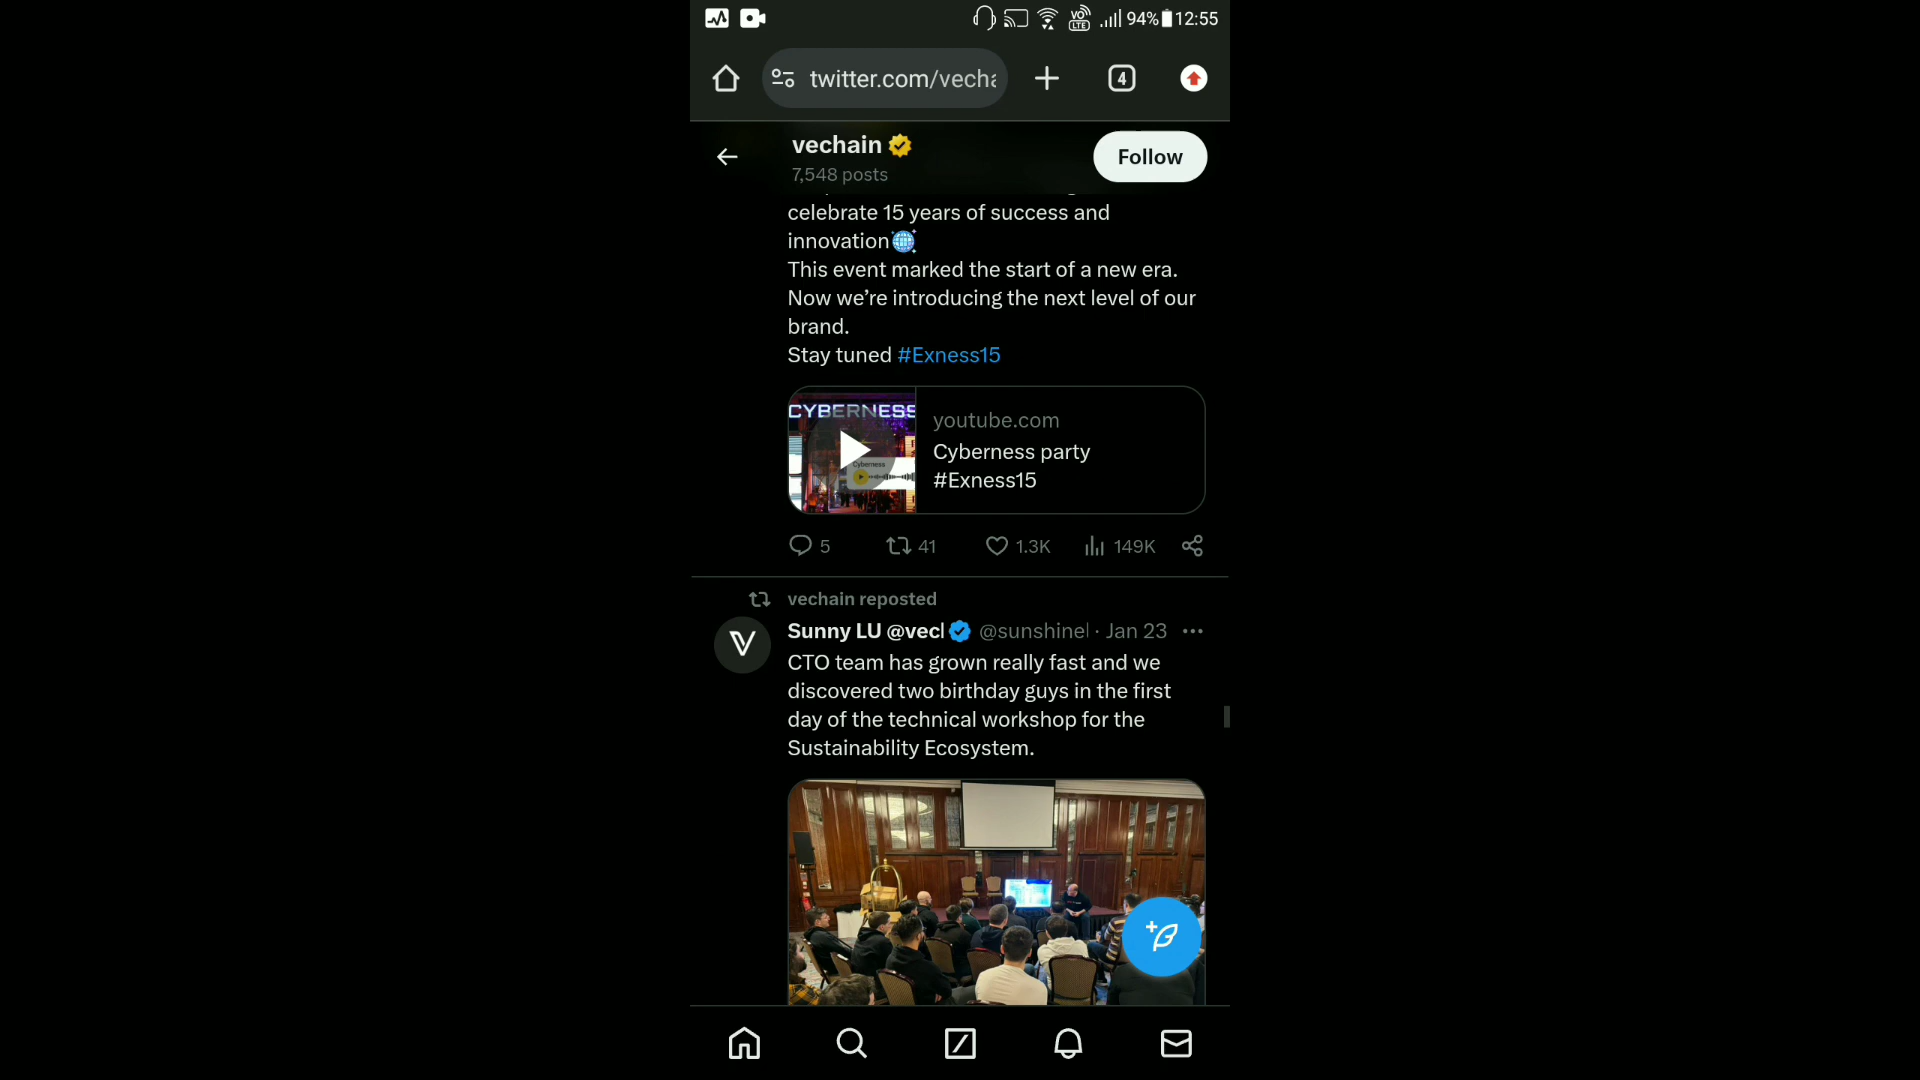 94% 12:55
twitter.com/vecha
4
vechain
7,548 posts
Follow
celebrate 15 years of success and
innovation
This event marked the start of a new era.
Now we’re introducing the next level of our
brand.
Stay tuned #Exness15
CYBERNESS
Cyberness
youtube.com
Cyberness party
#Exness15
5 41 1.3K 149K
vechain reposted
Sunny LU @vecl @sunshinel · Jan 23
CTO team has grown really fast and we
discovered two birthday guys in the first
day of the technical workshop for the
Sustainability Ecosystem.